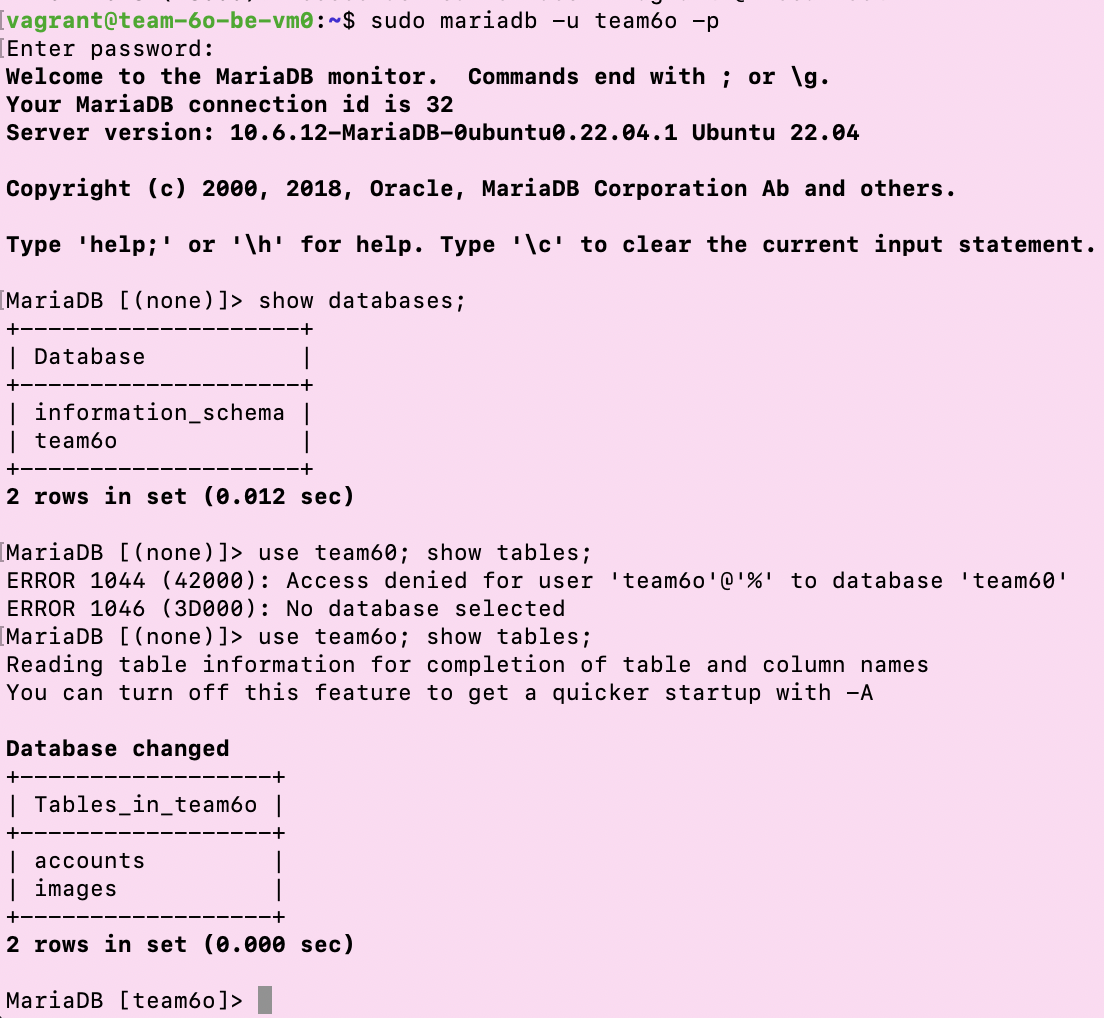 [vagrant@team-6o-be-vm0:~$ sudo mariadb -u team6o -p
[Enter password:
Welcome to the MariaDB monitor.  Commands end with ; or \g.
Your MariaDB connection id is 32
Server version: 10.6.12-MariaDB-0ubuntu0.22.04.1 Ubuntu 22.04

Copyright (c) 2000, 2018, Oracle, MariaDB Corporation Ab and others.

Type 'help;' or '\h' for help. Type '\c' to clear the current input statement.

[MariaDB [(none)]> show databases;
+--------------------+
| Database           |
+--------------------+
| information_schema |
| team6o             |
+--------------------+
2 rows in set (0.012 sec)

[MariaDB [(none)]> use team60; show tables;
ERROR 1044 (42000): Access denied for user 'team6o'@'%' to database 'team60'
ERROR 1046 (3D000): No database selected
[MariaDB [(none)]> use team6o; show tables;
Reading table information for completion of table and column names
You can turn off this feature to get a quicker startup with -A

Database changed
+------------------+
| Tables_in_team6o |
+------------------+
| accounts         |
| images           |
+------------------+
2 rows in set (0.000 sec)

MariaDB [team6o]>